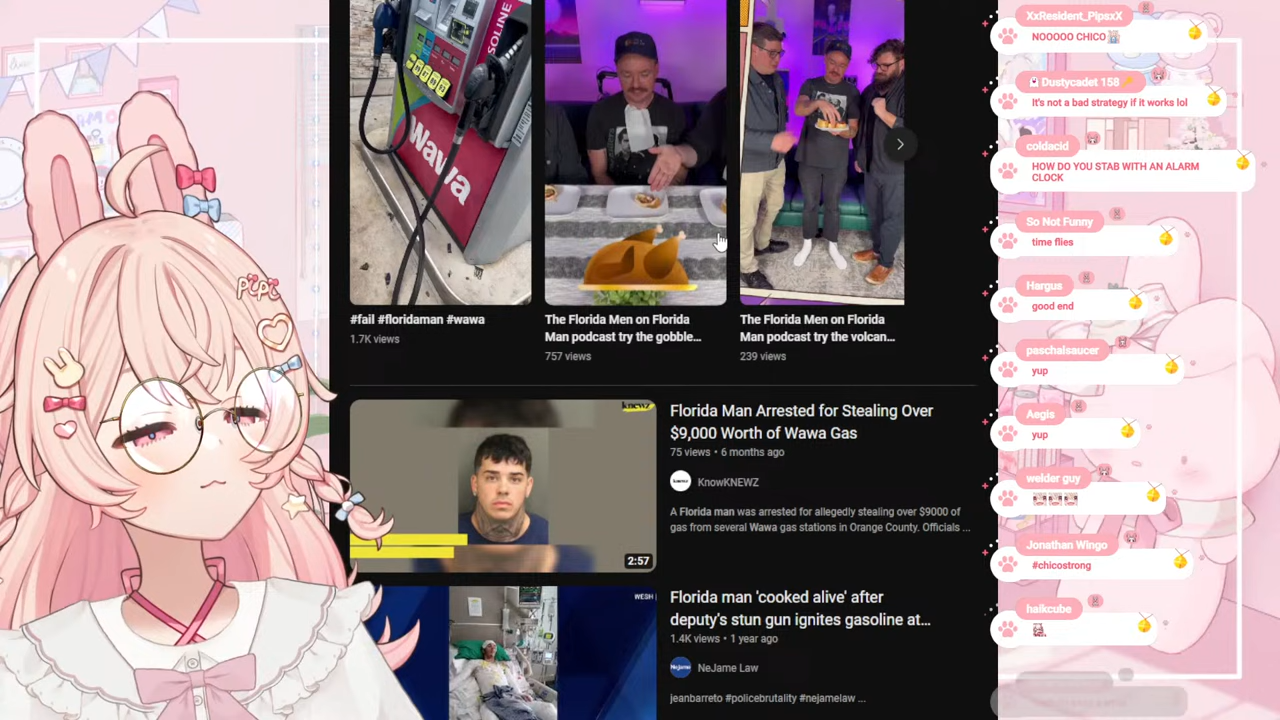 PiPi
SOLINE
Wawa
#fail #floridaman #wawa
1.7K views
The Florida Men on Florida
Man podcast try the gobble...
757 views
The Florida Men on Florida
Man podcast try the volcan...
239 views
knewz
2:57
Florida Man Arrested for Stealing Over
$9,000 Worth of Wawa Gas
75 views • 6 months ago
KnowKNEWZ
A Florida man was arrested for allegedly stealing over $9000 of
gas from several Wawa gas stations in Orange County. Officials ...
WESH
Florida man 'cooked alive' after
deputy's stun gun ignites gasoline at...
1.4K views • 1 year ago
NeJame
NeJame Law
jeanbarreto #policebrutality #nejamelaw ...
XxResident_PipsxX
NOOOOO CHICO
Dustycadet 158
It's not a bad strategy if it works lol
coldacid
HOW DO YOU STAB WITH AN ALARM
CLOCK
So Not Funny
time flies
Hargus
good end
paschalsaucer
yup
Aegis
yup
welder guy
Jonathan Wingo
#chicostrong
haikcube